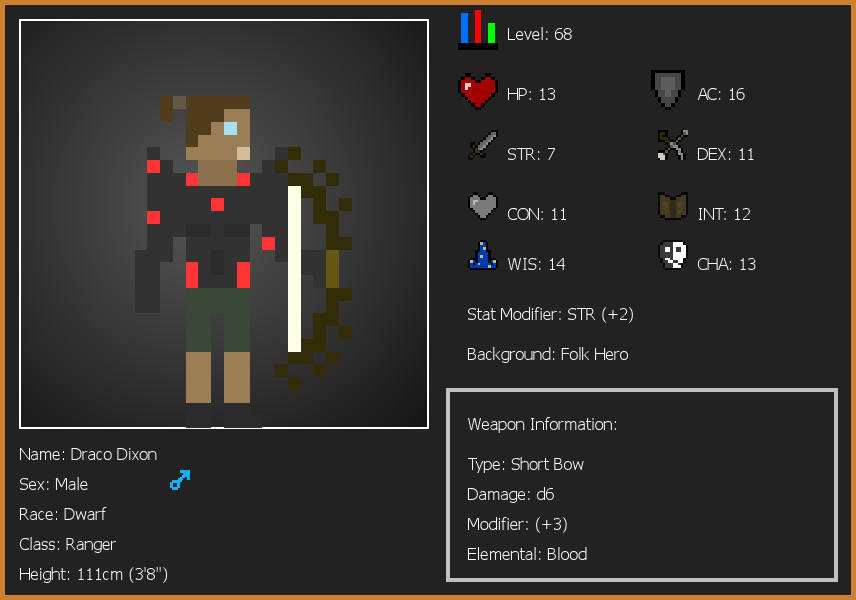 Level: 68
HP: 13
AC: 16
STR: 7
DEX: 11
CON: 11
INT: 12
WIS: 14
CHA: 13
Stat Modifier: STR (+2)
Background: Folk Hero
Weapon Information:
Type: Short Bow
Damage: d6
Modifier: (+3)
Elemental: Blood
Name: Draco Dixon
Sex: Male
Race: Dwarf
Class: Ranger
Height: 111cm (3'8")